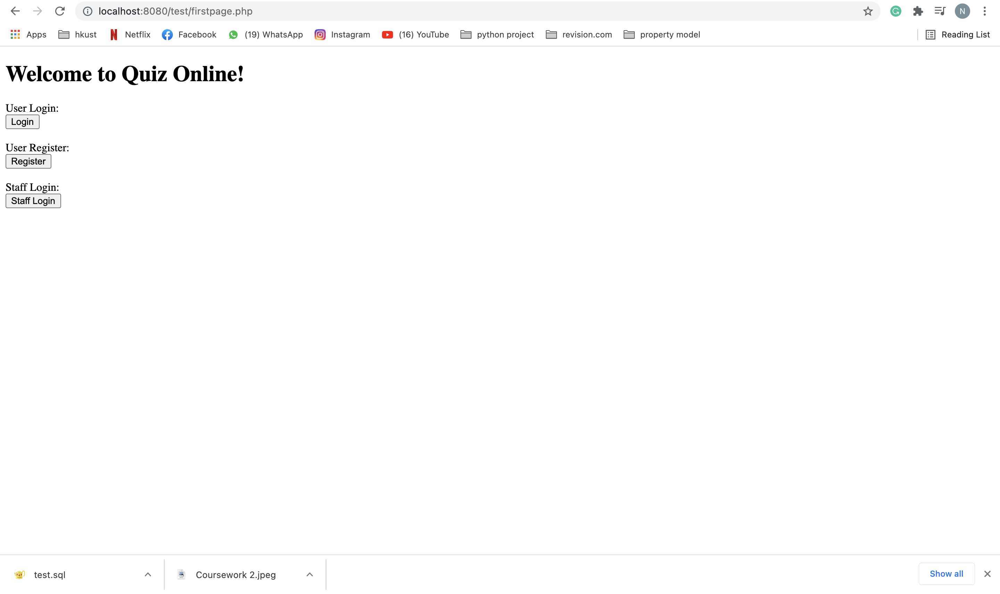 localhost:8080/test/firstpage.php
N
Apps hkust Netflix Facebook (19) WhatsApp Instagram (16) YouTube python project revision.com property model Reading List
Welcome to Quiz Online!
User Login:
Login
User Register:
Register
Staff Login:
Staff Login
test.sql Coursework 2.jpeg Show all